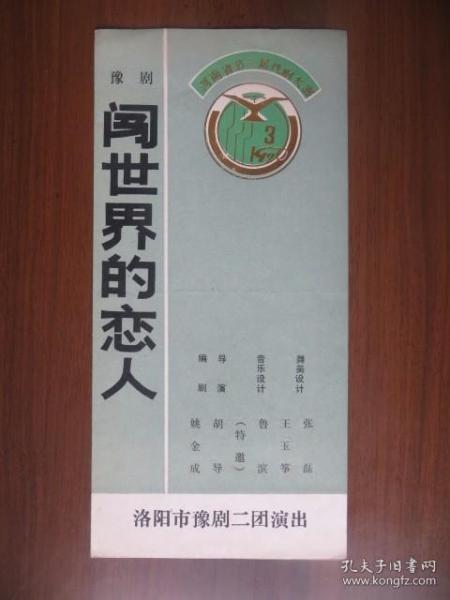 豫剧
闯世界的恋人
河南省第三届戏剧大赛
3
1990
编剧 姚金成
导演 胡导
(特邀)
音乐设计 鲁滨
王玉筝
舞美设计 张磊
洛阳市豫剧二团演出
孔夫子旧书网
www.kongfz.com